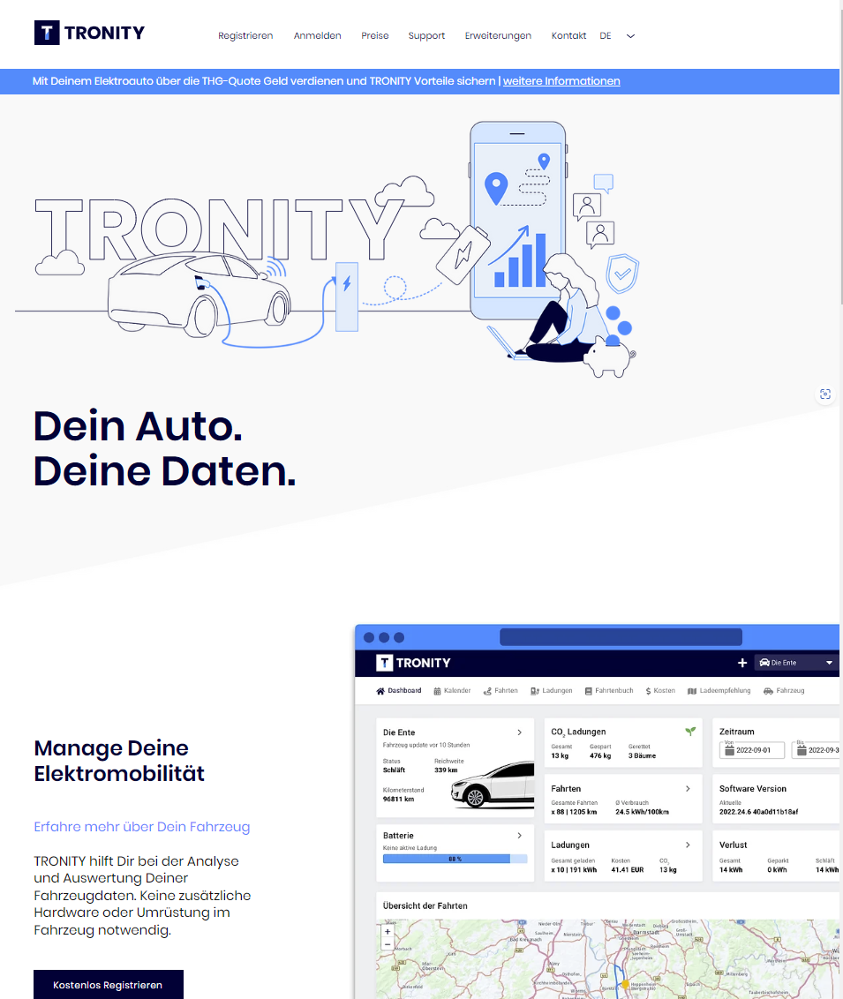 TRONITY
Registrieren Anmelden Preise Support Erweiterungen Kontakt DE
Mit Deinem Elektroauto über die THG-Quote Geld verdienen und TRONITY Vorteile sichern | weitere Informationen
TRONITY
Dein Auto.
Deine Daten.
Manage Deine
Elektromobilität
Erfahre mehr über Dein Fahrzeug
TRONITY hilft Dir bei der Analyse
und Auswertung Deiner
Fahrzeugdaten. Keine zusätzliche
Hardware oder Umrüstung im
Fahrzeug notwendig.
Kostenlos Registrieren
TRONITY
Die Ente
Dashboard Kalender Fahrten Ladungen Fahrtenbuch Kosten Ladeempfehlung Fahrzeug
Die Ente
Fahrzeug update vor 10 Stunden
Status Reichweite
Schläft 339 km
Kilometerstand
96811 km
Batterie
Keine aktive Ladung
88 %
CO2 Ladungen
Gesamt Gespart Gerettet
13 kg 476 kg 3 Bäume
Fahrten
Gesamte Fahrten Ø Verbrauch
x 88 | 1205 km 24.5 kWh/100km
Ladungen
Gesamt geladen Kosten CO2
x 10 | 191 kWh 41.41 EUR 13 kg
Zeitraum
Von Bis
2022-09-01 2022-09-3
Software Version
Aktuelle
2022.24.6 40a0d11b18af
Verlust
Gesamt Geparkt Schläft
14 kWh 0 kWh 14 kWh
Übersicht der Fahrten
+
−
Darmstadt
Bad Kreuznach